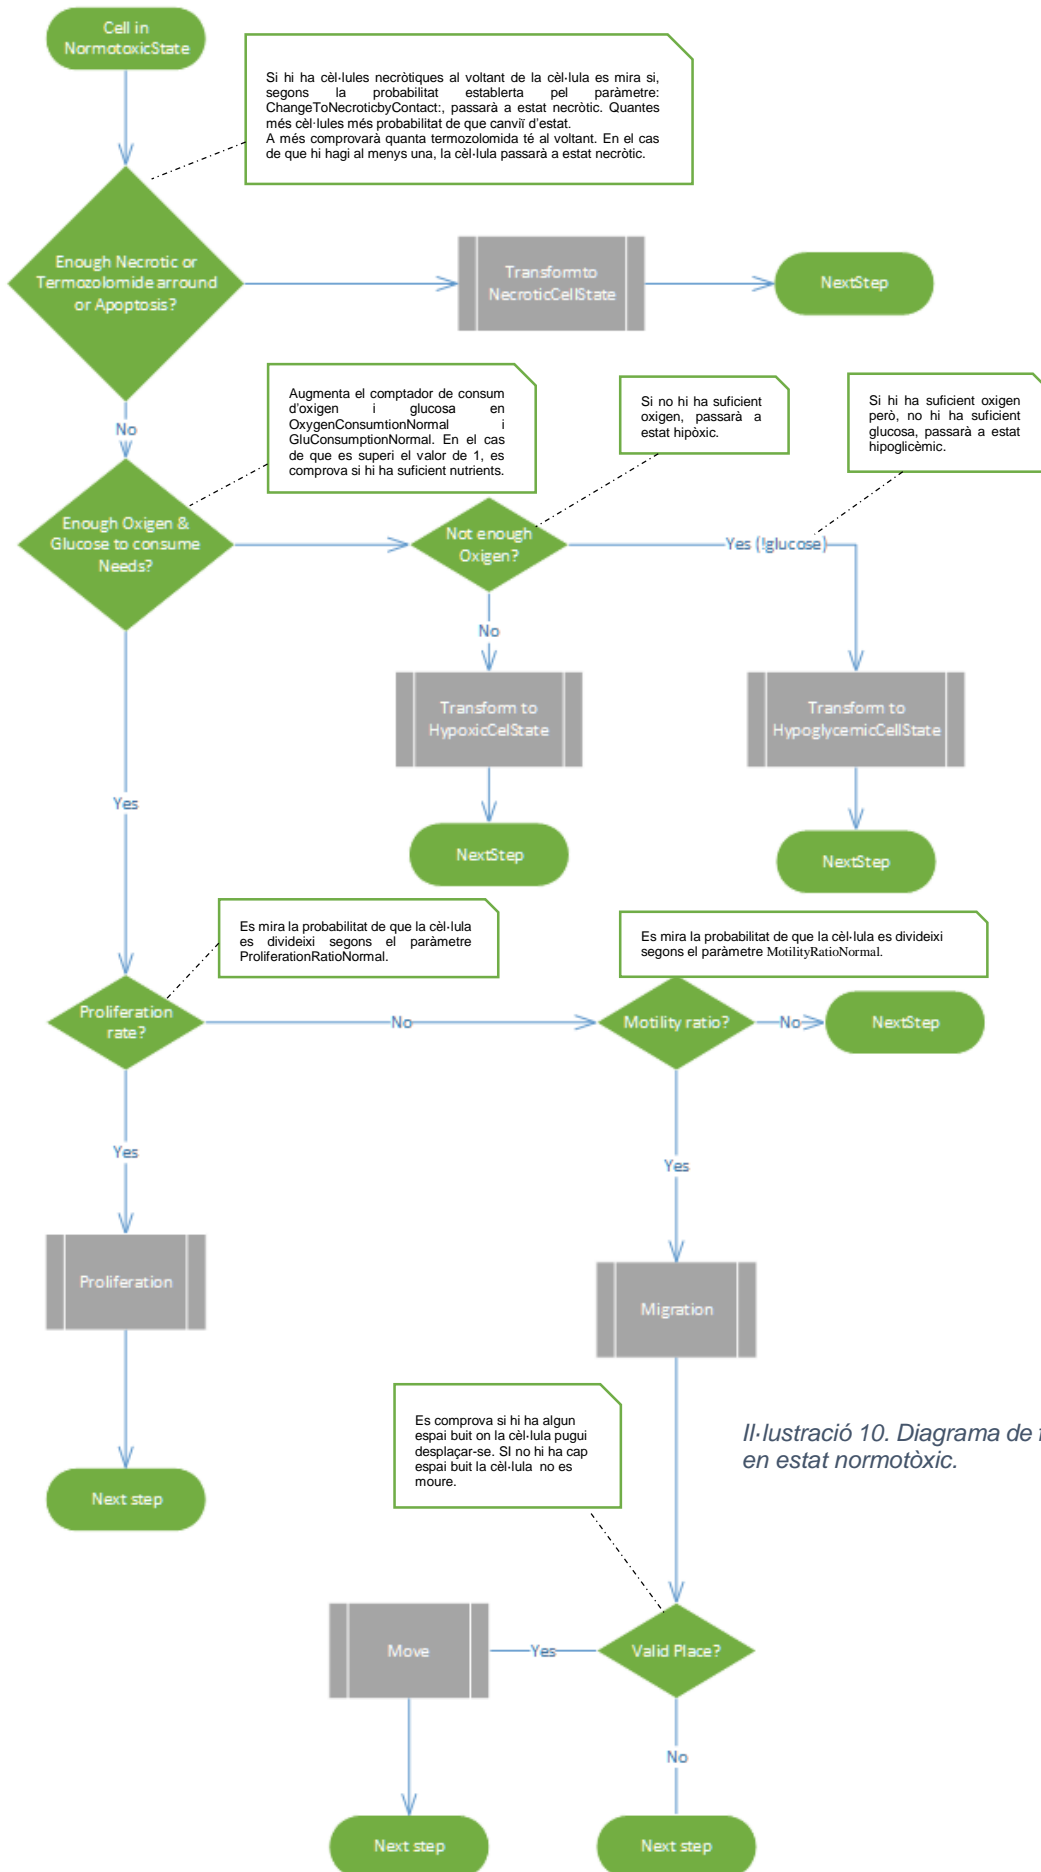 Cell in
NormotoxicState
Si hi ha cèl·lules necròtiques al voltant de la cèl·lula es mira si,
segons la probabilitat establerta pel paràmetre:
ChangeToNecroticbyContact:, passarà a estat necròtic. Quantes
més cèl·lules més probabilitat de que canviï d'estat.
A més comprovarà quanta termozolomida té al voltant. En el cas
de que hi hagi al menys una, la cèl·lula passarà a estat necròtic.
Enough Necrotic or
Termozolomide arround
or Apoptosis?
Transformto
NecroticCellState
NextStep
No
Augmenta el comptador de consum
d'oxigen i glucosa en
OxygenConsumtionNormal i
GluConsumptionNormal. En el cas
de que es superi el valor de 1, es
comprova si hi ha suficient nutrients.
Si no hi ha suficient
oxigen, passarà a
estat hipòxic.
Si hi ha suficient oxigen
però, no hi ha suficient
glucosa, passarà a estat
hipoglicèmic.
Enough Oxigen &
Glucose to consume
Needs?
Not enough
Oxigen?
Yes (!glucose)
No
Transform to
HypoxicCelState
Transform to
HypoglycemicCellState
Yes
NextStep
NextStep
Es mira la probabilitat de que la cèl·lula
es divideixi segons el paràmetre
ProliferationRatioNormal.
Es mira la probabilitat de que la cèl·lula es divideixi
segons el paràmetre MotilityRatioNormal.
Proliferation
rate?
No
Motility ratio?
No
NextStep
Yes
Yes
Proliferation
Migration
Es comprova si hi ha algun
espai buit on la cèl·lula pugui
desplaçar-se. SI no hi ha cap
espai buit la cèl·lula no es
moure.
Il·lustració 10. Diagrama de f
en estat normotòxic.
Next step
Move
Yes
Valid Place?
No
Next step
Next step